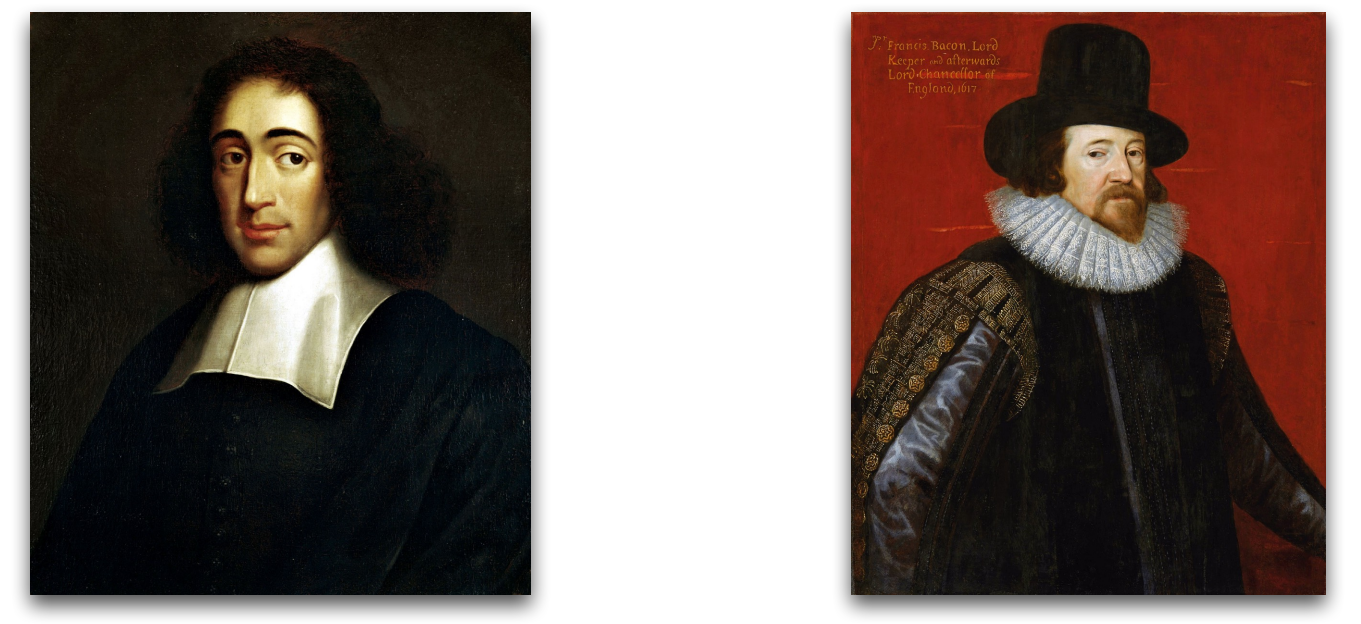 Sr. Francis Bacon, Lord
Keeper and afterwards
Lord Chancellor of
England, 1617